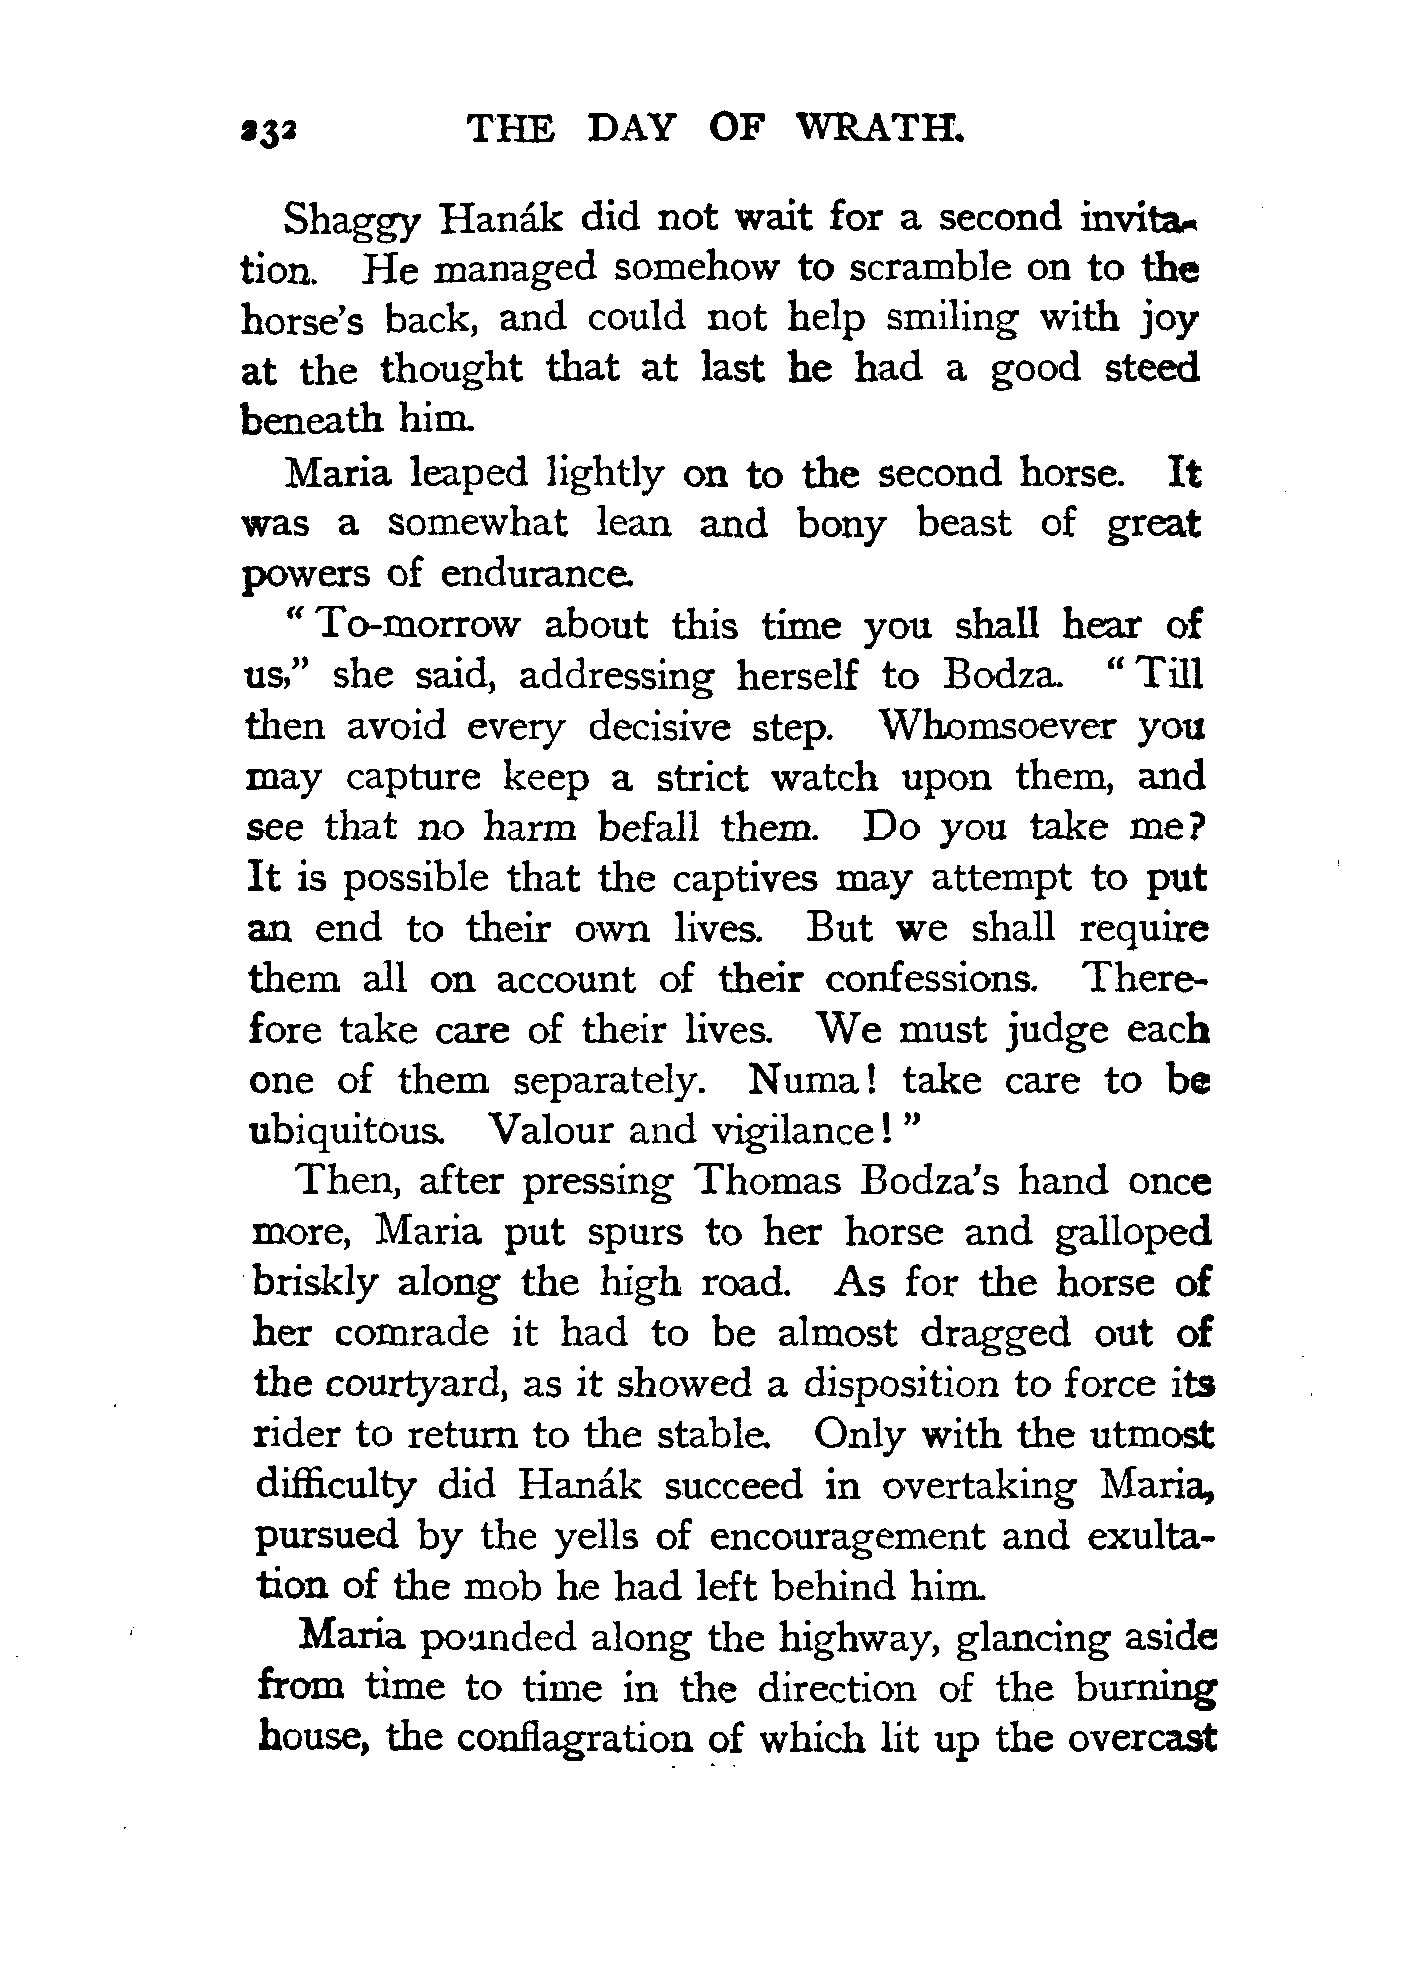 232 THE DAY OF WRATH.
Shaggy Hanák did not wait for a second invita-
tion. He managed somehow to scramble on to the
horse's back, and could not help smiling with joy
at the thought that at last he had a good steed
beneath him.
Maria leaped lightly on to the second horse. It
was a somewhat lean and bony beast of great
powers of endurance.
" To-morrow about this time you shall hear of
us," she said, addressing herself to Bodza. " Till
then avoid every decisive step. Whomsoever you
may capture keep a strict watch upon them, and
see that no harm befall them. Do you take me?
It is possible that the captives may attempt to put
an end to their own lives. But we shall require
them all on account of their confessions. There-
fore take care of their lives. We must judge each
one of them separately. Numa! take care to be
ubiquitous. Valour and vigilance! "
Then, after pressing Thomas Bodza's hand once
more, Maria put spurs to her horse and galloped
briskly along the high road. As for the horse of
her comrade it had to be almost dragged out of
the courtyard, as it showed a disposition to force its
rider to return to the stable. Only with the utmost
difficulty did Hanák succeed in overtaking Maria,
pursued by the yells of encouragement and exulta-
tion of the mob he had left behind him.
Maria pounded along the highway, glancing aside
from time to time in the direction of the burning
house, the conflagration of which lit up the overcast